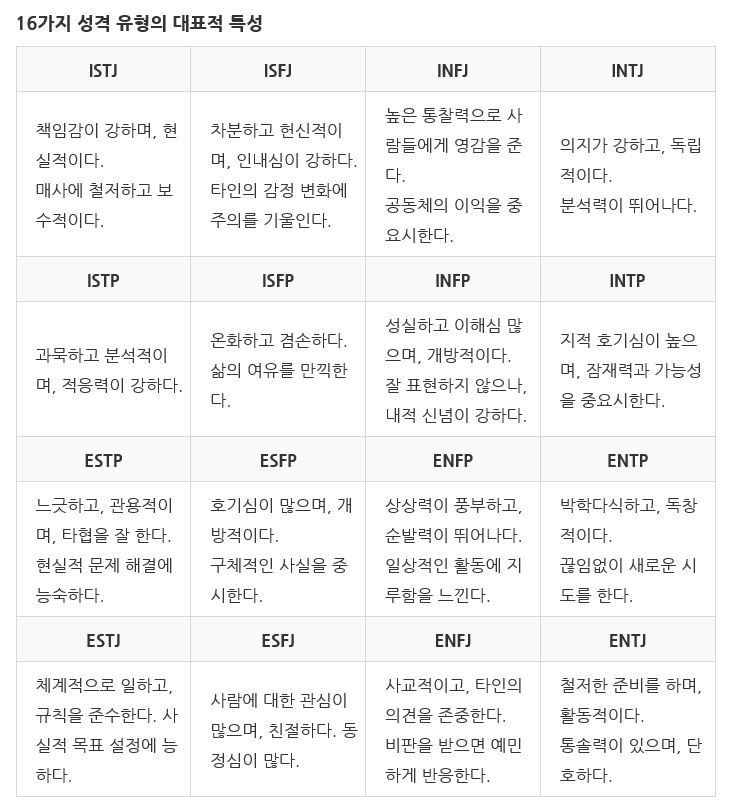 16가지 성격 유형의 대표적 특성
ISTJ
ISFJ
INFJ
INTJ
책임감이 강하며, 현
실적이다.
매사에 철저하고 보
수적이다.
차분하고 헌신적이
며, 인내심이 강하다.
타인의 감정 변화에
주의를 기울인다.
높은 통찰력으로 사
람들에게 영감을 준
다.
공동체의 이익을 중
요시한다.
의지가 강하고, 독립
적이다.
분석력이 뛰어나다.
ISTP
ISFP
INFP
INTP
과묵하고 분석적이
며, 적응력이 강하다.
온화하고 겸손하다.
삶의 여유를 만끽한
다.
성실하고 이해심 많
으며, 개방적이다.
잘 표현하지 않으나,
내적 신념이 강하다.
지적 호기심이 높으
며, 잠재력과 가능성
을 중요시한다.
ESTP
ESFP
ENFP
ENTP
느긋하고, 관용적이
며, 타협을 잘 한다.
현실적 문제 해결에
능숙하다.
호기심이 많으며, 개
방적이다.
구체적인 사실을 중
시한다.
상상력이 풍부하고,
순발력이 뛰어나다.
일상적인 활동에 지
루함을 느낀다.
박학다식하고, 독창
적이다.
끊임없이 새로운 시
도를 한다.
ESTJ
ESFJ
ENFJ
ENTJ
체계적으로 일하고,
규칙을 준수한다. 사
실적 목표 설정에 능
하다.
사람에 대한 관심이
많으며, 친절하다. 동
정심이 많다.
사교적이고, 타인의
의견을 존중한다.
비판을 받으면 예민
하게 반응한다.
철저한 준비를 하며,
활동적이다.
통솔력이 있으며, 단
호하다.